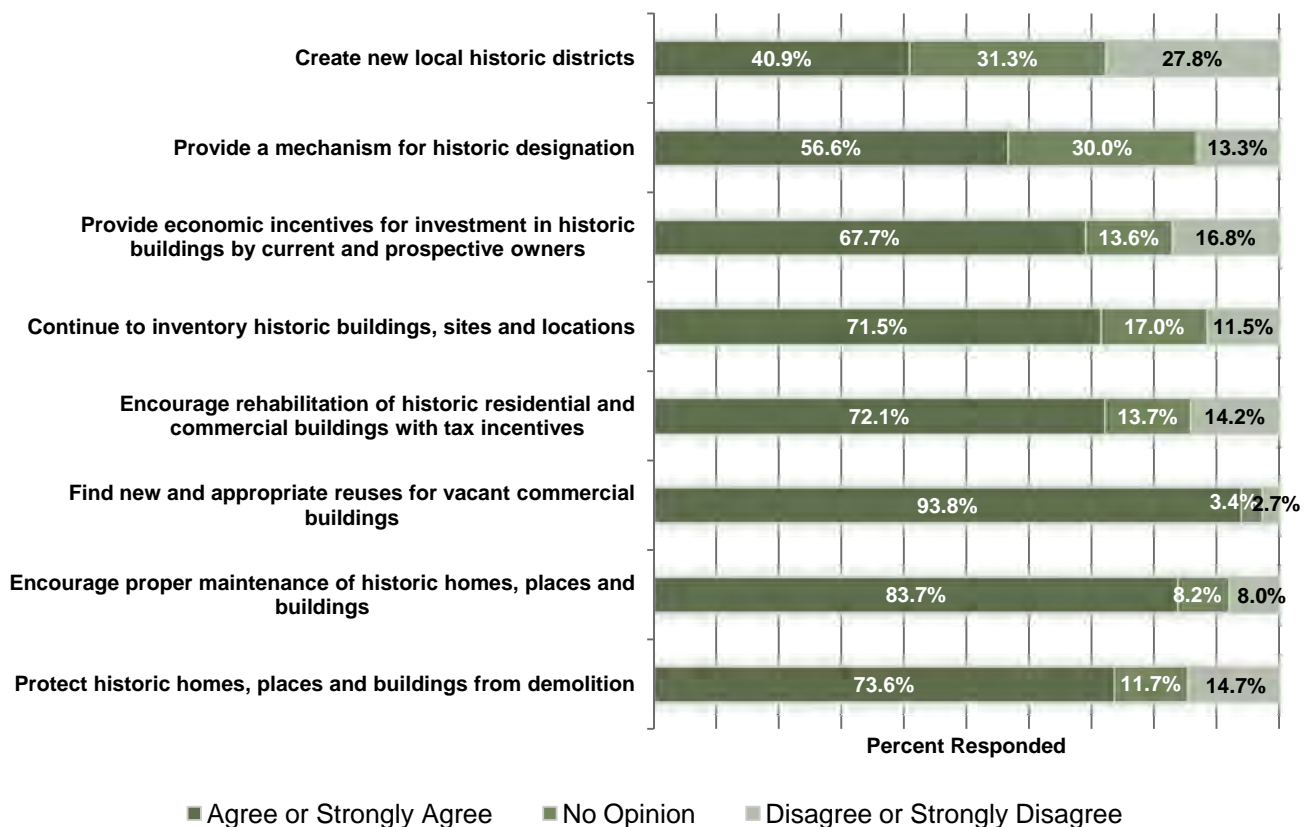 Create new local historic districts
40.9% 31.3% 27.8%
Provide a mechanism for historic designation
56.6% 30.0% 13.3%
Provide economic incentives for investment in historic
buildings by current and prospective owners
67.7% 13.6% 16.8%
Continue to inventory historic buildings, sites and locations
71.5% 17.0% 11.5%
Encourage rehabilitation of historic residential and
commercial buildings with tax incentives
72.1% 13.7% 14.2%
Find new and appropriate reuses for vacant commercial
buildings
93.8% 3.4% 2.7%
Encourage proper maintenance of historic homes, places and
buildings
83.7% 8.2% 8.0%
Protect historic homes, places and buildings from demolition
73.6% 11.7% 14.7%
Percent Responded
Agree or Strongly Agree No Opinion Disagree or Strongly Disagree